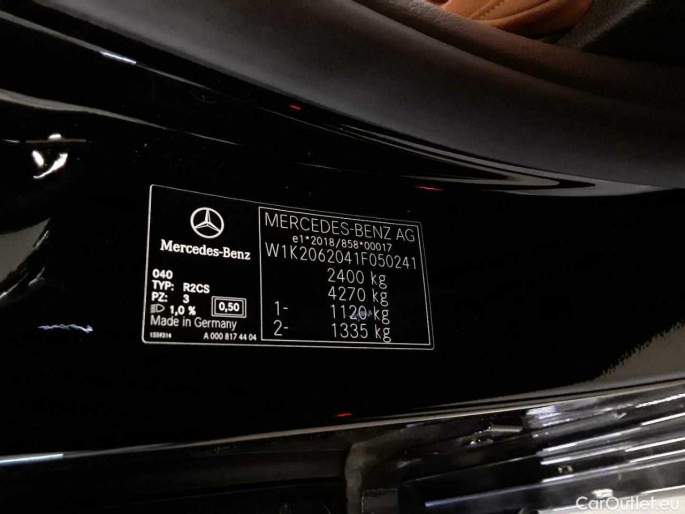 Mercedes-Benz
040
TYP: R2CS
PZ: 3
1,0 % 0,50
Made in Germany
A 000 817 44 04
MERCEDES-BENZ AG
e1*2018/858*00017
W1K2062041F050241
2400 kg
4270 kg
1- 1120 kg
2- 1335 kg
CarOutlet.eu